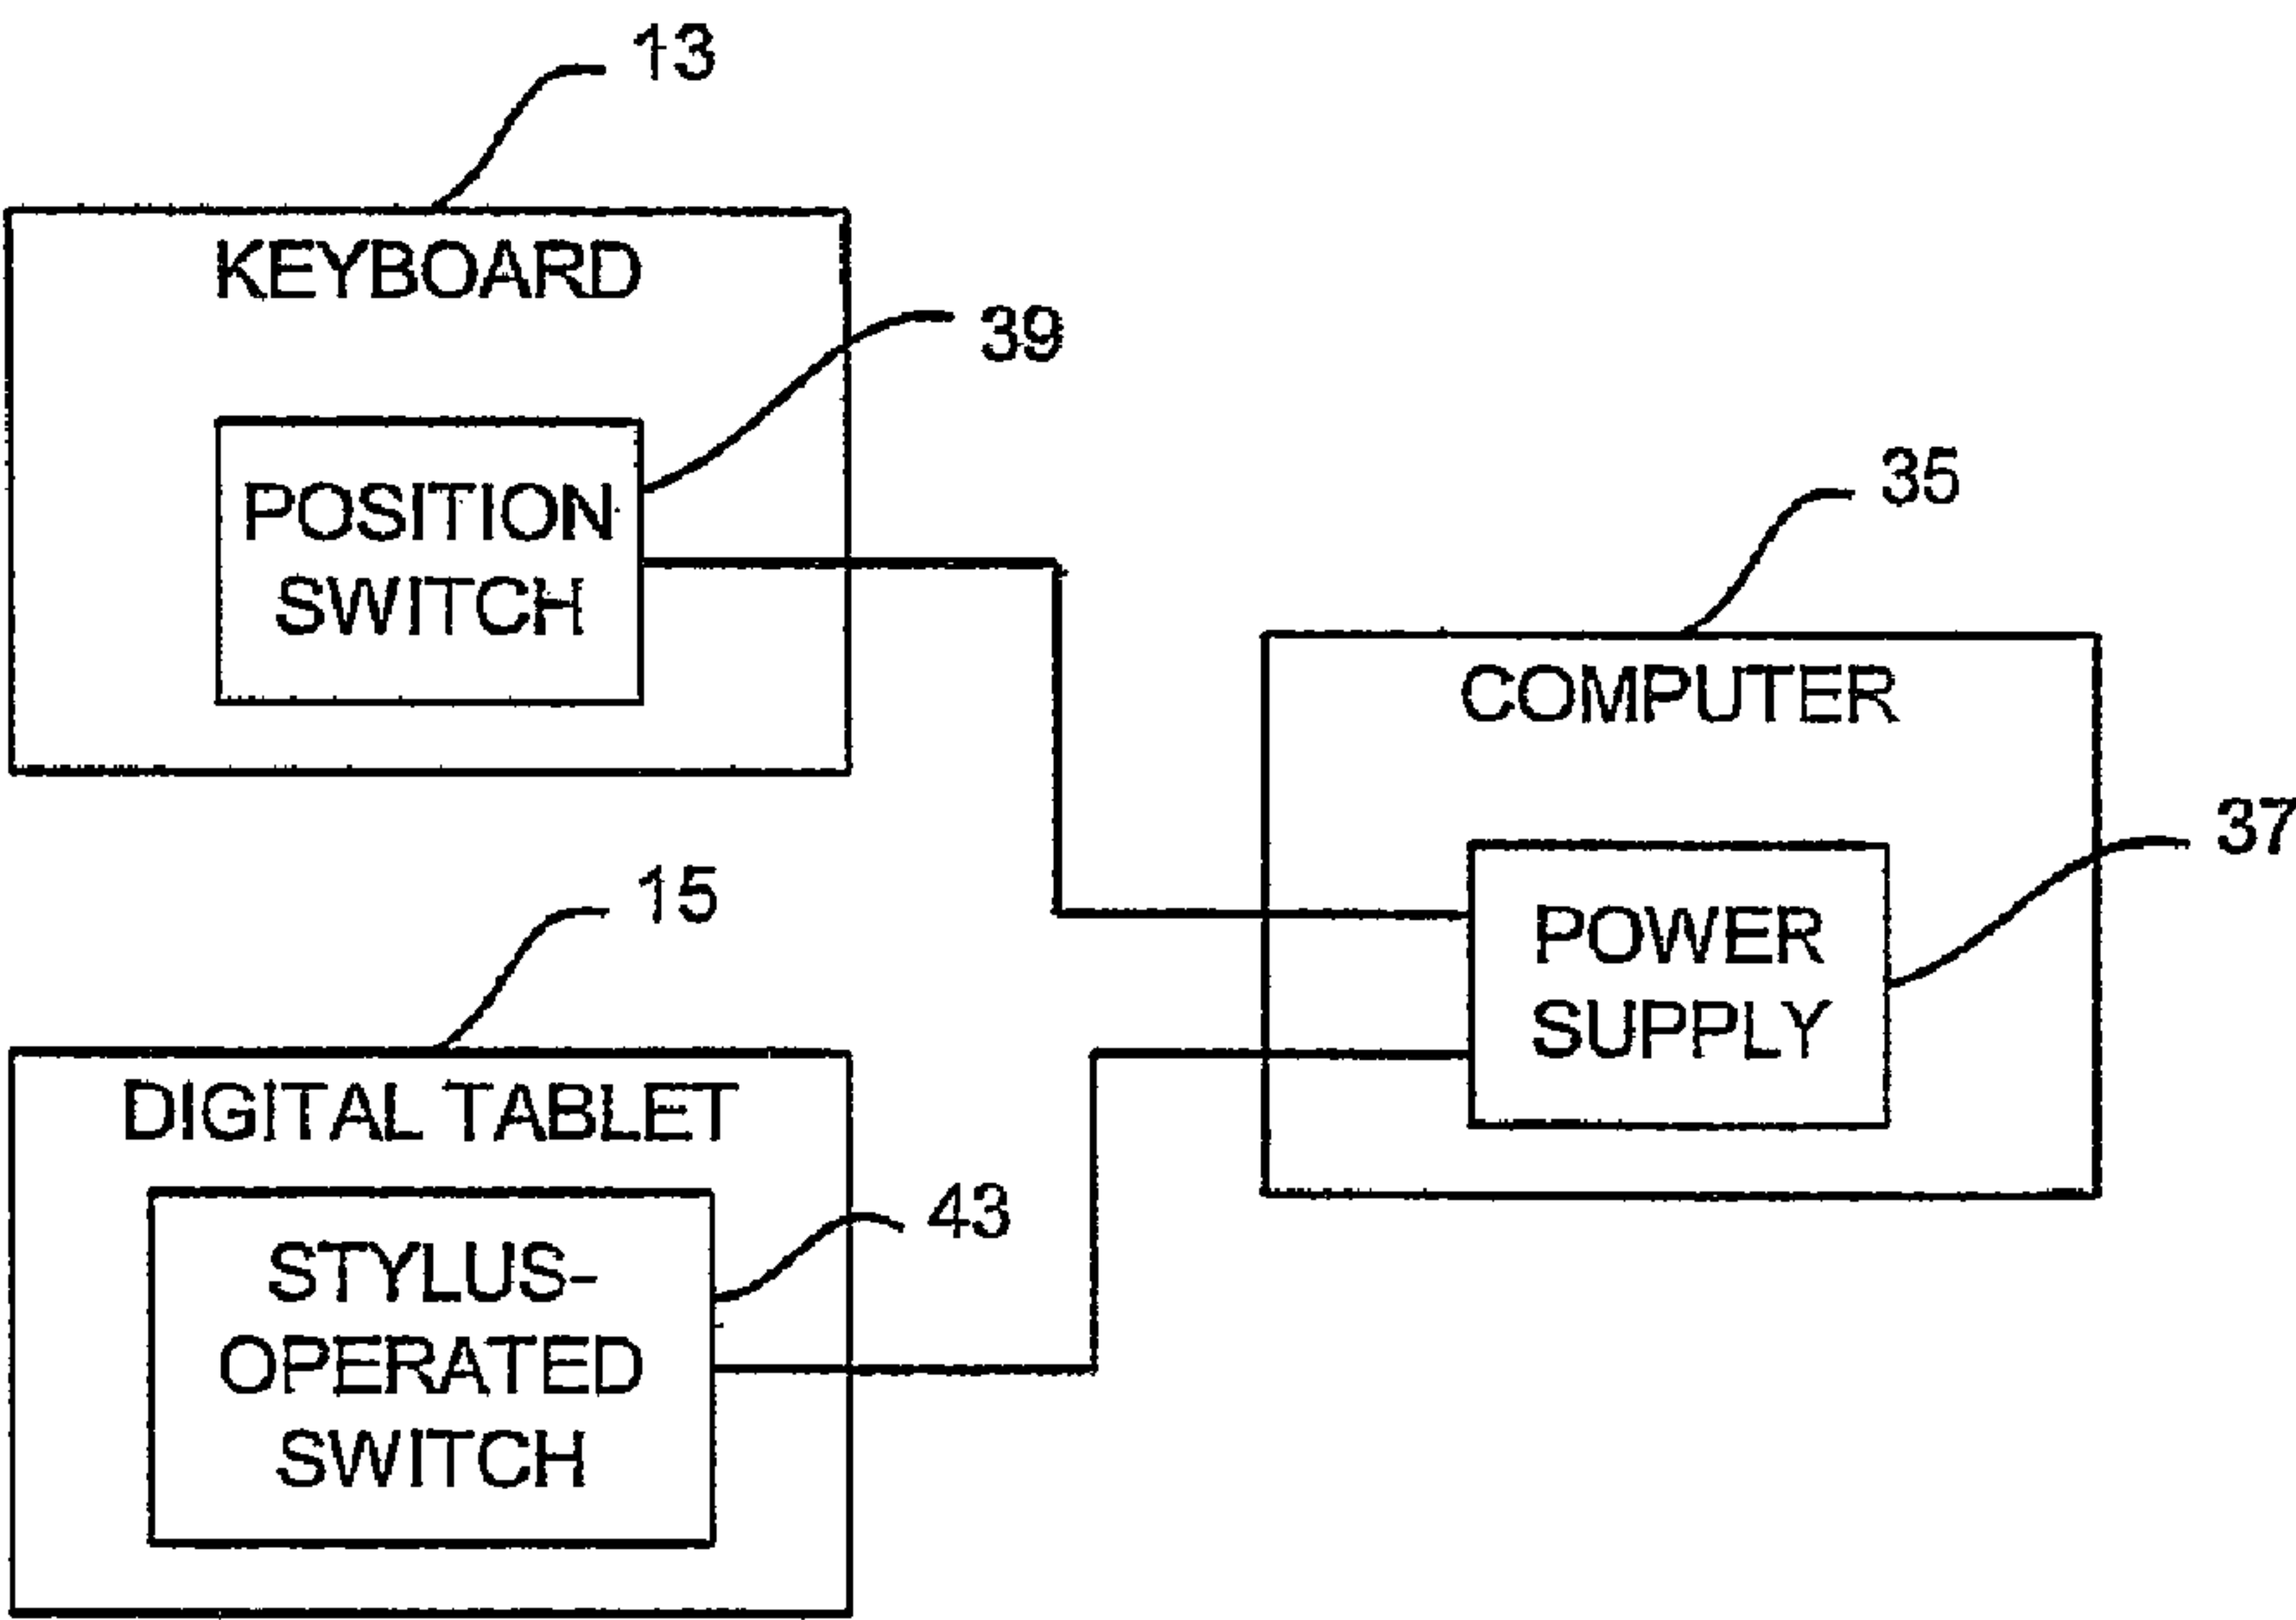 13
KEYBOARD
39
POSITION
SWITCH
35
COMPUTER
37
POWER
SUPPLY
15
DIGITAL TABLET
43
STYLUS-
OPERATED
SWITCH